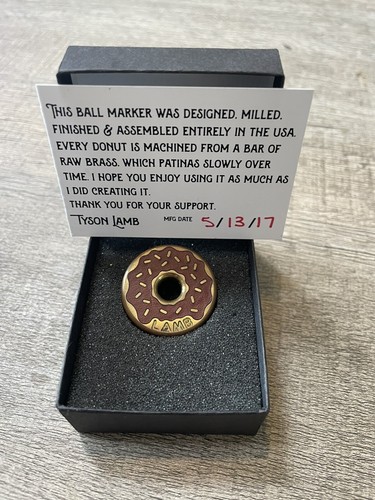 THIS BALL MARKER WAS DESIGNED, MILLED,
FINISHED & ASSEMBLED ENTIRELY IN THE USA.
EVERY DONUT IS MACHINED FROM A BAR OF
RAW BRASS, WHICH PATINAS SLOWLY OVER
TIME. I HOPE YOU ENJOY USING IT AS MUCH AS
I DID CREATING IT.
THANK YOU FOR YOUR SUPPORT.
TYSON LAMB MFG DATE 5/13/17
LAMB